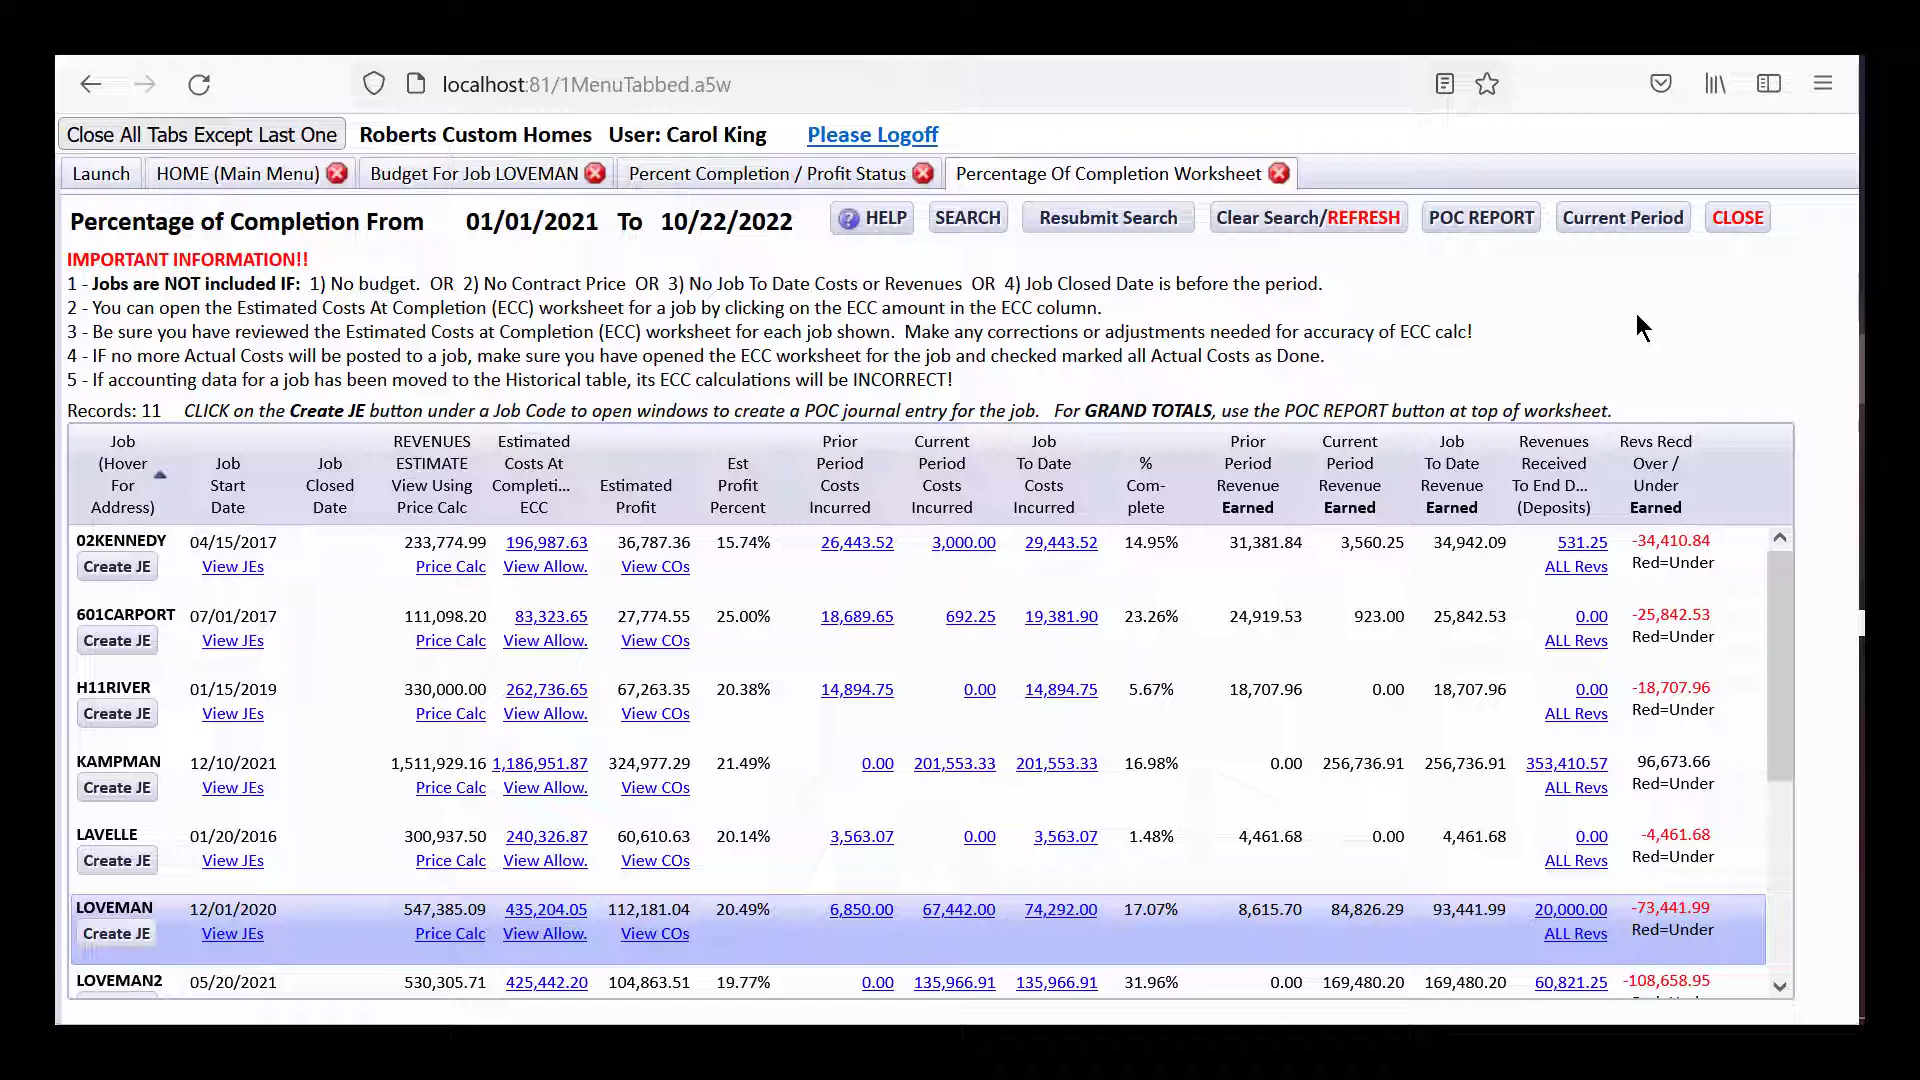 localhost:81/1MenuTabbed.a5w
Close All Tabs Except Last One Roberts Custom Homes User: Carol King Please Logoff
Launch HOME (Main Menu) Budget For Job LOVEMAN Percent Completion / Profit Status Percentage Of Completion Worksheet
Percentage of Completion From 01/01/2021 To 10/22/2022 ? HELP SEARCH Resubmit Search Clear Search/REFRESH POC REPORT Current Period CLOSE
IMPORTANT INFORMATION!!
1 - Jobs are NOT included IF: 1) No budget. OR 2) No Contract Price OR 3) No Job To Date Costs or Revenues OR 4) Job Closed Date is before the period.
2 - You can open the Estimated Costs At Completion (ECC) worksheet for a job by clicking on the ECC amount in the ECC column.
3 - Be sure you have reviewed the Estimated Costs at Completion (ECC) worksheet for each job shown. Make any corrections or adjustments needed for accuracy of ECC calc!
4 - IF no more Actual Costs will be posted to a job, make sure you have opened the ECC worksheet for the job and checked marked all Actual Costs as Done.
5 - If accounting data for a job has been moved to the Historical table, its ECC calculations will be INCORRECT!
Records: 11 CLICK on the Create JE button under a Job Code to open windows to create a POC journal entry for the job. For GRAND TOTALS, use the POC REPORT button at top of worksheet.
Job REVENUES Estimated Prior Current Job Prior Current Job Revenues Revs Recd
(Hover Job Job ESTIMATE Costs At Est Period Period To Date % Period Period To Date Received Over /
For Start Closed View Using Completi... Estimated Profit Costs Costs Costs Com- Revenue Revenue Revenue To End D... Under
Address) Date Date Price Calc ECC Profit Percent Incurred Incurred Incurred plete Earned Earned Earned (Deposits) Earned
02KENNEDY 04/15/2017 233,774.99 196,987.63 36,787.36 15.74% 26,443.52 3,000.00 29,443.52 14.95% 31,381.84 3,560.25 34,942.09 531.25 -34,410.84
Create JE View JEs Price Calc View Allow. View COs ALL Revs Red=Under
601CARPORT 07/01/2017 111,098.20 83,323.65 27,774.55 25.00% 18,689.65 692.25 19,381.90 23.26% 24,919.53 923.00 25,842.53 0.00 -25,842.53
Create JE View JEs Price Calc View Allow. View COs ALL Revs Red=Under
H11RIVER 01/15/2019 330,000.00 262,736.65 67,263.35 20.38% 14,894.75 0.00 14,894.75 5.67% 18,707.96 0.00 18,707.96 0.00 -18,707.96
Create JE View JEs Price Calc View Allow. View COs ALL Revs Red=Under
KAMPMAN 12/10/2021 1,511,929.16 1,186,951.87 324,977.29 21.49% 0.00 201,553.33 201,553.33 16.98% 0.00 256,736.91 256,736.91 353,410.57 96,673.66
Create JE View JEs Price Calc View Allow. View COs ALL Revs Red=Under
LAVELLE 01/20/2016 300,937.50 240,326.87 60,610.63 20.14% 3,563.07 0.00 3,563.07 1.48% 4,461.68 0.00 4,461.68 0.00 -4,461.68
Create JE View JEs Price Calc View Allow. View COs ALL Revs Red=Under
LOVEMAN 12/01/2020 547,385.09 435,204.05 112,181.04 20.49% 6,850.00 67,442.00 74,292.00 17.07% 8,615.70 84,826.29 93,441.99 20,000.00 -73,441.99
Create JE View JEs Price Calc View Allow. View COs ALL Revs Red=Under
LOVEMAN2 05/20/2021 530,305.71 425,442.20 104,863.51 19.77% 0.00 135,966.91 135,966.91 31.96% 0.00 169,480.20 169,480.20 60,821.25 -108,658.95